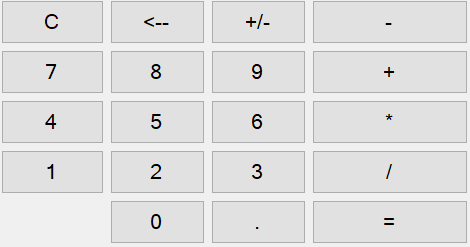 C <-- +/- -
7 8 9 +
4 5 6 *
1 2 3 /
0 . =